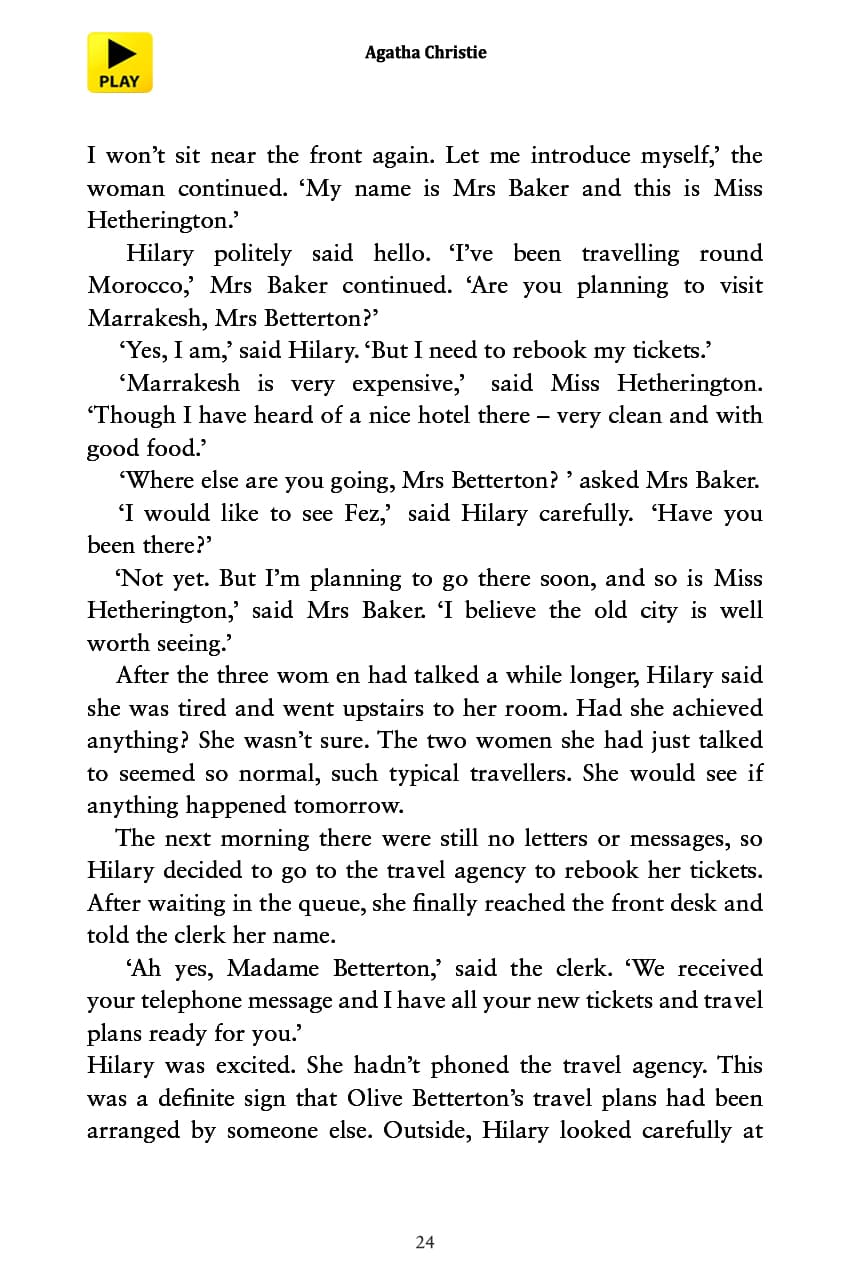 PLAY
Agatha Christie
I won’t sit near the front again. Let me introduce myself,’ the
woman continued. ‘My name is Mrs Baker and this is Miss
Hetherington.’
Hilary politely said hello. ‘I’ve been travelling round
Morocco,’ Mrs Baker continued. ‘Are you planning to visit
Marrakesh, Mrs Betterton?’
‘Yes, I am,’ said Hilary. ‘But I need to rebook my tickets.’
‘Marrakesh is very expensive,’ said Miss Hetherington.
‘Though I have heard of a nice hotel there – very clean and with
good food.’
‘Where else are you going, Mrs Betterton? ’ asked Mrs Baker.
‘I would like to see Fez,’ said Hilary carefully. ‘Have you
been there?’
‘Not yet. But I’m planning to go there soon, and so is Miss
Hetherington,’ said Mrs Baker. ‘I believe the old city is well
worth seeing.’
After the three wom en had talked a while longer, Hilary said
she was tired and went upstairs to her room. Had she achieved
anything? She wasn’t sure. The two women she had just talked
to seemed so normal, such typical travellers. She would see if
anything happened tomorrow.
The next morning there were still no letters or messages, so
Hilary decided to go to the travel agency to rebook her tickets.
After waiting in the queue, she finally reached the front desk and
told the clerk her name.
‘Ah yes, Madame Betterton,’ said the clerk. ‘We received
your telephone message and I have all your new tickets and travel
plans ready for you.’
Hilary was excited. She hadn’t phoned the travel agency. This
was a definite sign that Olive Betterton’s travel plans had been
arranged by someone else. Outside, Hilary looked carefully at
24